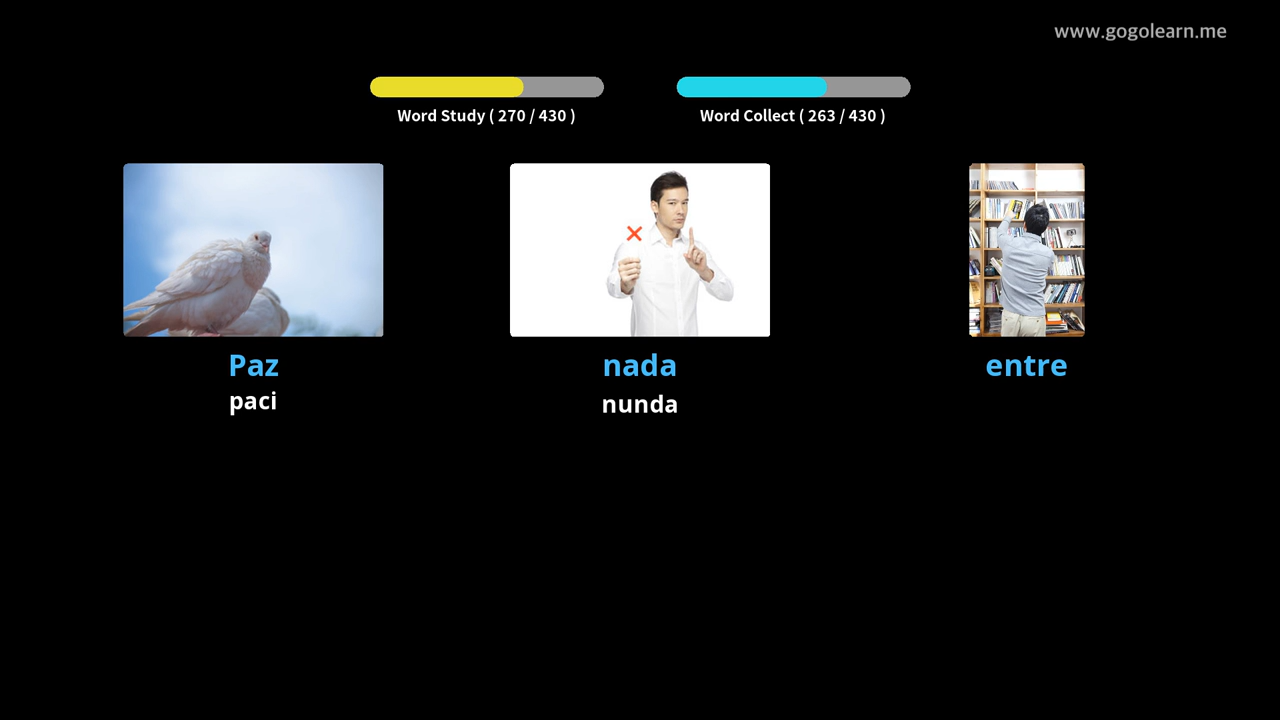 www.gogolearn.me
Word Study ( 270 / 430 )
Word Collect ( 263 / 430 )
Paz
paci
nada
nunda
entre